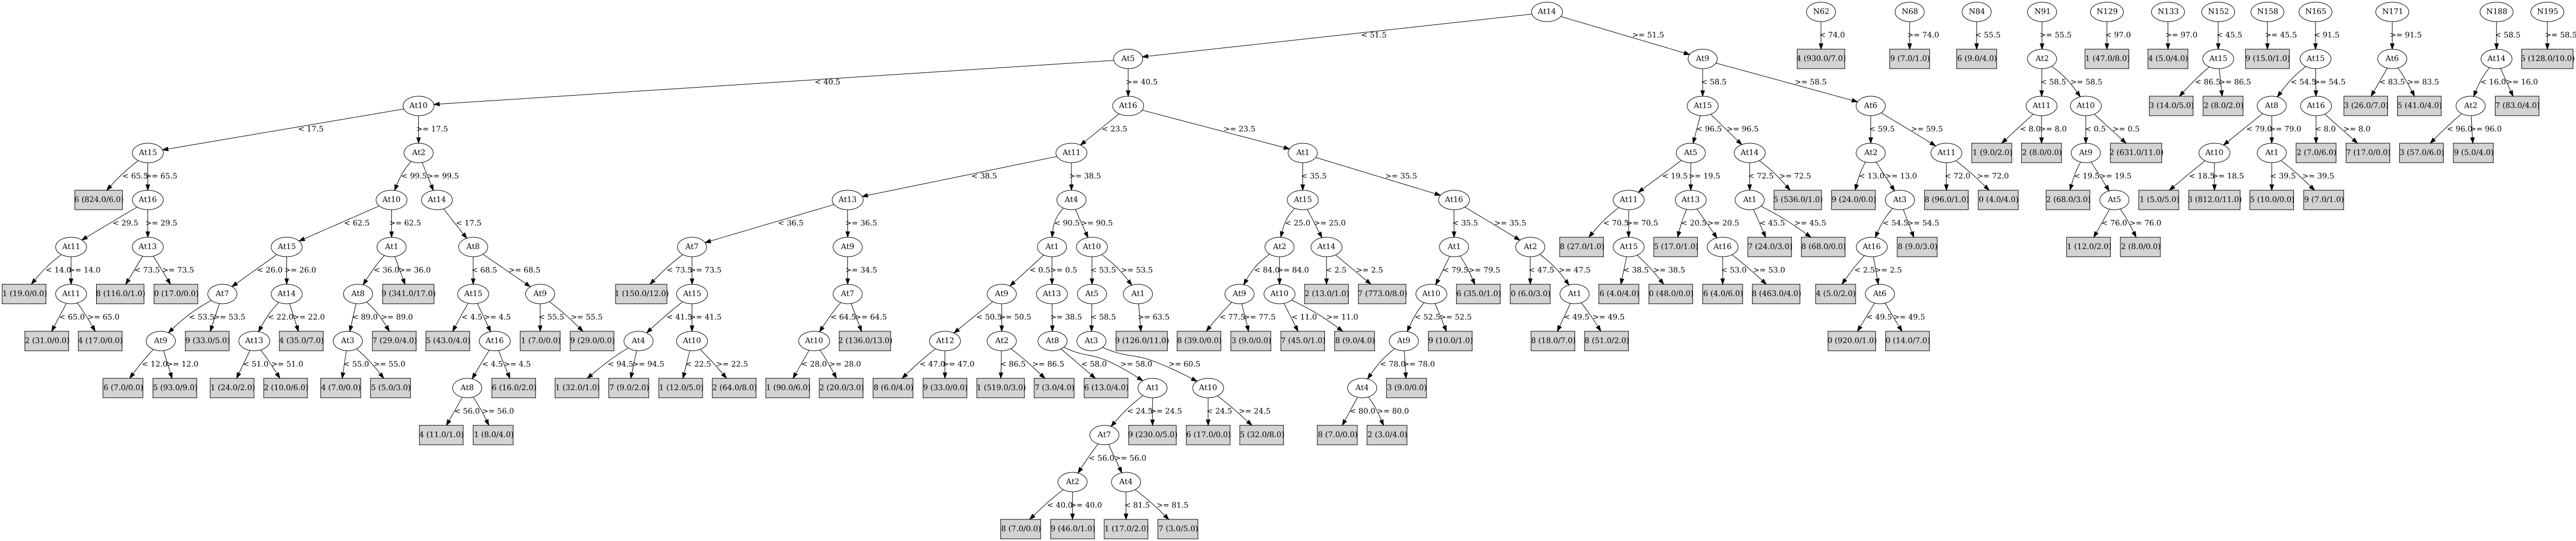 At14 N62 N68 N84 N91 N129 N133 N152 N158 N165 N171 N188 N195
< 51.5 >= 51.5 < 74.0 >= 74.0 < 55.5 >= 55.5 < 97.0 >= 97.0 < 45.5 >= 45.5 < 91.5 >= 91.5 < 58.5 >= 58.5
At5 At9 4 (930.0/7.0) 9 (7.0/1.0) 6 (9.0/4.0) At2 1 (47.0/8.0) 4 (5.0/4.0) At15 9 (15.0/1.0) At15 At6 At14 5 (128.0/10.0)
< 40.5 >= 40.5 < 58.5 >= 58.5 < 58.5 >= 58.5 < 86.5 >= 86.5 < 54.5 >= 54.5 < 83.5 >= 83.5 < 16.0 >= 16.0
At10 At16 At15 At6 At11 At10 3 (14.0/5.0) 2 (8.0/2.0) At8 At16 3 (26.0/7.0) 5 (41.0/4.0) At2 7 (83.0/4.0)
< 17.5 >= 17.5 < 23.5 >= 23.5 < 96.5 >= 96.5 < 59.5 >= 59.5 < 8.0 >= 8.0 < 0.5 >= 0.5 < 79.0 >= 79.0 < 8.0 >= 8.0 < 96.0 >= 96.0
At15 At2 At11 At1 At5 At14 At2 At11 1 (9.0/2.0) 2 (8.0/0.0) At9 2 (631.0/11.0) At10 At1 2 (7.0/6.0) 7 (17.0/0.0) 3 (57.0/6.0) 9 (5.0/4.0)
< 65.5 >= 65.5 < 99.5 >= 99.5 < 38.5 >= 38.5 < 35.5 >= 35.5 < 19.5 >= 19.5 < 72.5 >= 72.5 < 13.0 >= 13.0 < 72.0 >= 72.0 < 19.5 >= 19.5 < 18.5 >= 18.5 < 39.5 >= 39.5
6 (824.0/6.0) At16 At10 At14 At13 At4 At15 At16 At11 At13 At1 5 (536.0/1.0) 9 (24.0/0.0) At3 8 (96.0/1.0) 0 (4.0/4.0) 2 (68.0/3.0) At5 1 (5.0/5.0) 3 (812.0/11.0) 5 (10.0/0.0) 9 (7.0/1.0)
< 29.5 >= 29.5 < 62.5 >= 62.5 < 17.5 < 36.5 >= 36.5 < 90.5 >= 90.5 < 25.0 >= 25.0 < 35.5 >= 35.5 < 70.5 >= 70.5 < 20.5 >= 20.5 < 45.5 >= 45.5 < 54.5 >= 54.5 < 76.0 >= 76.0
At11 At13 At15 At1 At8 At7 At9 At1 At10 At2 At14 At1 At2 8 (27.0/1.0) At15 5 (17.0/1.0) At16 7 (24.0/3.0) 8 (68.0/0.0) At16 8 (9.0/3.0) 1 (12.0/2.0) 2 (8.0/0.0)
< 14.0 >= 14.0 < 73.5 >= 73.5 < 26.0 >= 26.0 < 36.0 >= 36.0 < 68.5 >= 68.5 < 73.5 >= 73.5 >= 34.5 < 0.5 >= 0.5 < 53.5 >= 53.5 < 84.0 >= 84.0 < 2.5 >= 2.5 < 79.5 >= 79.5 < 47.5 >= 47.5 < 38.5 >= 38.5 < 53.0 >= 53.0 < 2.5 >= 2.5
1 (19.0/0.0) At11 8 (116.0/1.0) 0 (17.0/0.0) At7 At14 At8 9 (341.0/17.0) At15 At9 1 (150.0/12.0) At15 At7 At9 At13 At5 At1 At9 At10 2 (13.0/1.0) 7 (773.0/8.0) At10 6 (35.0/1.0) 0 (6.0/3.0) At1 6 (4.0/4.0) 0 (48.0/0.0) 6 (4.0/6.0) 8 (463.0/4.0) 4 (5.0/2.0) At6
< 65.0 >= 65.0 < 53.5 >= 53.5 < 22.0 >= 22.0 < 89.0 >= 89.0 < 4.5 >= 4.5 < 55.5 >= 55.5 < 41.5 >= 41.5 < 64.5 >= 64.5 < 50.5 >= 50.5 >= 38.5 < 58.5 >= 63.5 < 77.5 >= 77.5 < 11.0 >= 11.0 < 52.5 >= 52.5 < 49.5 >= 49.5 < 49.5 >= 49.5
2 (31.0/0.0) 4 (17.0/0.0) At9 9 (33.0/5.0) At13 4 (35.0/7.0) At3 7 (29.0/4.0) 5 (43.0/4.0) At16 1 (7.0/0.0) 9 (29.0/0.0) At4 At10 At10 2 (136.0/13.0) At12 At2 At8 At3 9 (126.0/11.0) 8 (39.0/0.0) 3 (9.0/0.0) 7 (45.0/1.0) 8 (9.0/4.0) At9 9 (10.0/1.0) 8 (18.0/7.0) 8 (51.0/2.0) 0 (920.0/1.0) 0 (14.0/7.0)
< 12.0 >= 12.0 < 51.0 >= 51.0 < 55.0 >= 55.0 < 4.5 >= 4.5 < 94.5 >= 94.5 < 22.5 >= 22.5 < 28.0 >= 28.0 < 47.0 >= 47.0 < 86.5 >= 86.5 < 58.0 >= 58.0 >= 60.5 < 78.0 >= 78.0
6 (7.0/0.0) 5 (93.0/9.0) 1 (24.0/2.0) 2 (10.0/6.0) 4 (7.0/0.0) 5 (5.0/3.0) At8 6 (16.0/2.0) 1 (32.0/1.0) 7 (9.0/2.0) 1 (12.0/5.0) 2 (64.0/8.0) 1 (90.0/6.0) 2 (20.0/3.0) 8 (6.0/4.0) 9 (33.0/0.0) 1 (519.0/3.0) 7 (3.0/4.0) 6 (13.0/4.0) At1 At10 At4 3 (9.0/0.0)
< 56.0 >= 56.0 < 24.5 >= 24.5 < 24.5 >= 24.5 < 80.0 >= 80.0
4 (11.0/1.0) 1 (8.0/4.0) At7 9 (230.0/5.0) 6 (17.0/0.0) 5 (32.0/8.0) 8 (7.0/0.0) 2 (3.0/4.0)
< 56.0 >= 56.0
At2 At4
< 40.0 >= 40.0 < 81.5 >= 81.5
8 (7.0/0.0) 9 (46.0/1.0) 1 (17.0/2.0) 7 (3.0/5.0)